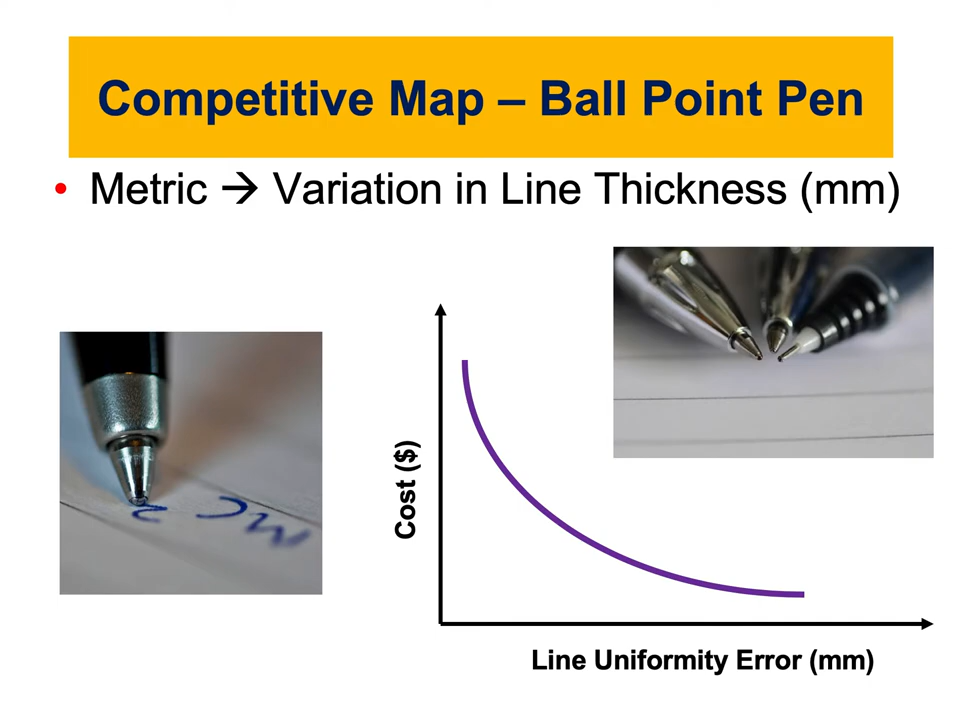 Competitive Map – Ball Point Pen
• Metric → Variation in Line Thickness (mm)
Cost ($)
Line Uniformity Error (mm)